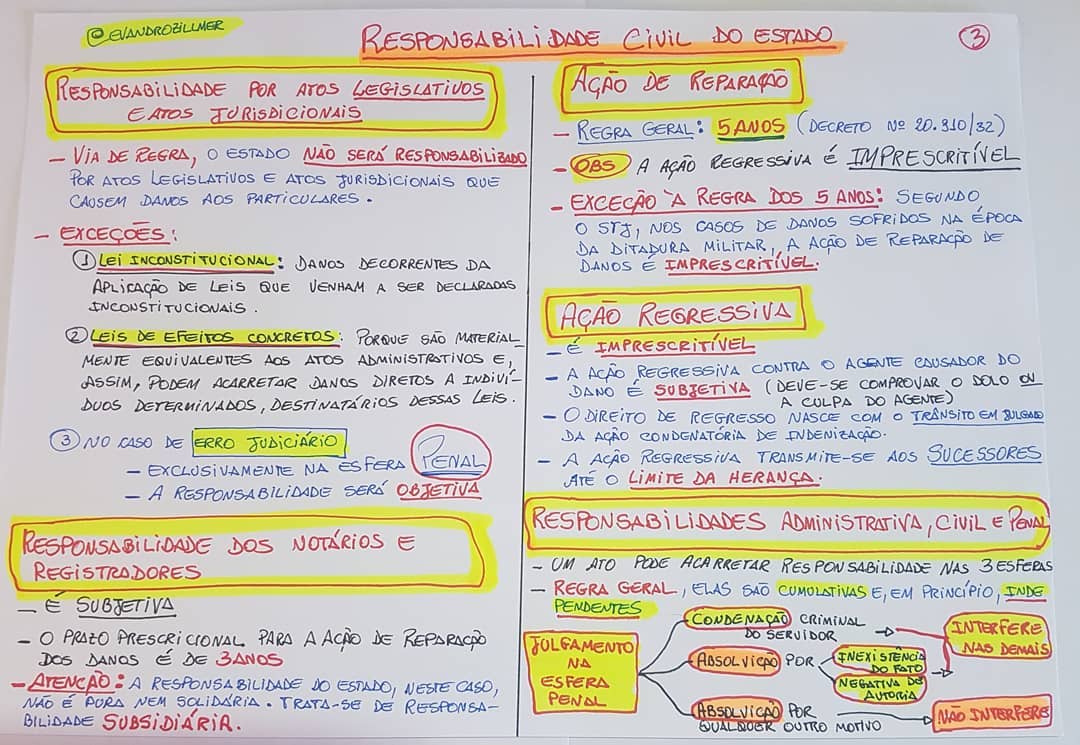 @EVANDROZILLMER
RESPONSABILIDADE CIVIL DO ESTADO
3
RESPONSABILIDADE POR ATOS LEGISLATIVOS
E ATOS JURISDICIONAIS
- VIA DE REGRA, O ESTADO NÃO SERÁ RESPONSABILIZADO
POR ATOS LEGISLATIVOS E ATOS JURISDICIONAIS QUE
CAUSEM DANOS AOS PARTICULARES.
- EXCEÇÕES:
1 LEI INCONSTITUCIONAL: DANOS DECORRENTES DA
APLICAÇÃO DE LEIS QUE VENHAM A SER DECLARADAS
INCONSTITUCIONAIS.
2 LEIS DE EFEITOS CONCRETOS: PORQUE SÃO MATERIAL
MENTE EQUIVALENTES AOS ATOS ADMINISTRATIVOS E,
ASSIM, PODEM ACARRETAR DANOS DIRETOS A INDIVÍ-
DUOS DETERMINADOS, DESTINATÁRIOS DESSAS LEIS.
3 NO CASO DE ERRO JUDICIÁRIO
- EXCLUSIVAMENTE NA ESFERA PENAL
- A RESPONSABILIDADE SERÁ OBJETIVA
RESPONSABILIDADE DOS NOTÁRIOS E
REGISTRADORES
- É SUBJETIVA
- O PRAZO PRESCRICIONAL PARA A AÇÃO DE REPARAÇÃO
DOS DANOS É DE 3 ANOS
- ATENÇÃO: A RESPONSABILIDADE DO ESTADO, NESTE CASO,
NÃO É PURA NEM SOLIDÁRIA. TRATA-SE DE RESPONSA-
BILIDADE SUBSIDIÁRIA.
AÇÃO DE REPARAÇÃO
- REGRA GERAL: 5 ANOS (DECRETO Nº 20.910/32)
- OBS A AÇÃO REGRESSIVA É IMPRESCRITÍVEL
- EXCEÇÃO À REGRA DOS 5 ANOS: SEGUNDO
O STJ, NOS CASOS DE DANOS SOFRIDOS NA ÉPOCA
DA DITADURA MILITAR, A AÇÃO DE REPARAÇÃO DE
DANOS É IMPRESCRITÍVEL.
AÇÃO REGRESSIVA
- É IMPRESCRITÍVEL
- A AÇÃO REGRESSIVA CONTRA O AGENTE CAUSADOR DO
DANO É SUBJETIVA (DEVE-SE COMPROVAR O DOLO OU
A CULPA DO AGENTE)
- O DIREITO DE REGRESSO NASCE COM O TRÂNSITO EM JULGADO
DA AÇÃO CONDENATÓRIA DE INDENIZAÇÃO.
- A AÇÃO REGRESSIVA TRANSMITE-SE AOS SUCESSORES
ATÉ O LIMITE DA HERANÇA.
RESPONSABILIDADES ADMINISTRATIVA, CIVIL E PENAL
- UM ATO PODE ACARRETAR RESPONSABILIDADE NAS 3 ESFERAS
- REGRA GERAL, ELAS SÃO CUMULATIVAS E, EM PRINCÍPIO, INDE
PENDENTES
JULGAMENTO
NA
ESFERA
PENAL
CONDENAÇÃO CRIMINAL
DO SERVIDOR
ABSOLVIÇÃO POR
INEXISTÊNCIA
DO FATO
NEGATIVA DE
AUTORIA
INTERFERE
NAS DEMAIS
ABSOLVIÇÃO POR
QUALQUER OUTRO MOTIVO
NÃO INTERFERE